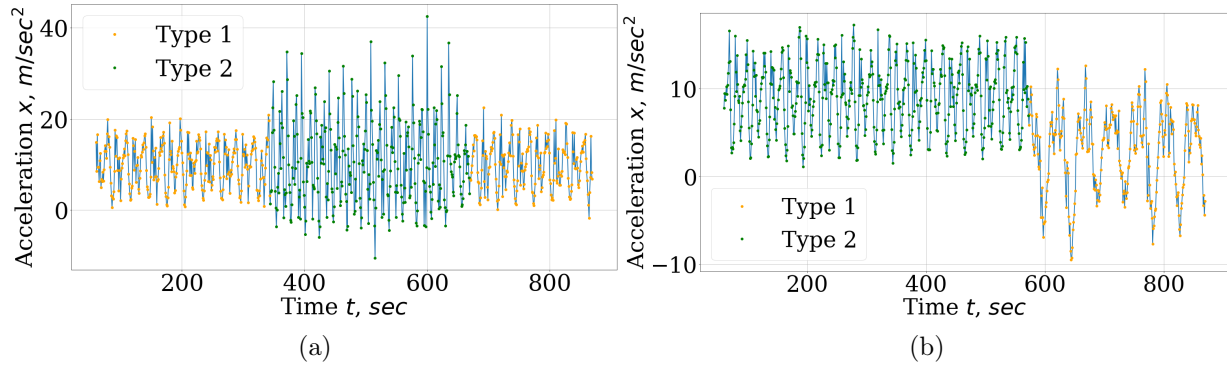 40
20
0
Acceleration x, m/sec²
Type 1
Type 2
200
400
600
800
Time t, sec
(a)
10
0
−10
Acceleration x, m/sec²
Type 1
Type 2
200
400
600
800
Time t, sec
(b)